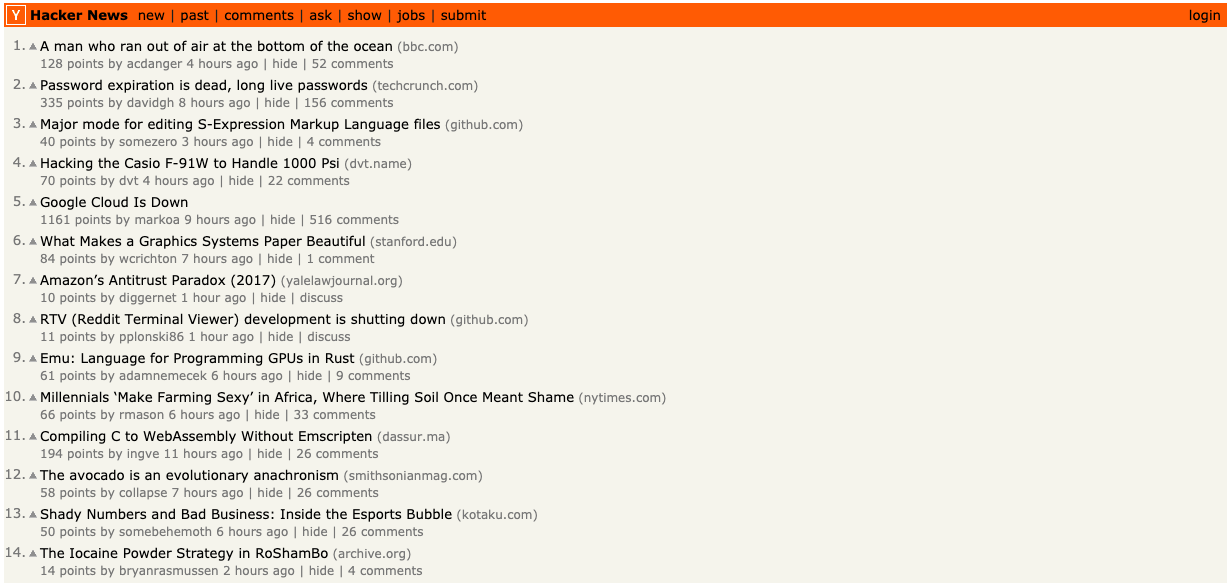 Y Hacker News new | past | comments | ask | show | jobs | submit login
1. ▲ A man who ran out of air at the bottom of the ocean (bbc.com)
128 points by acdanger 4 hours ago | hide | 52 comments
2. ▲ Password expiration is dead, long live passwords (techcrunch.com)
335 points by davidgh 8 hours ago | hide | 156 comments
3. ▲ Major mode for editing S-Expression Markup Language files (github.com)
40 points by somezero 3 hours ago | hide | 4 comments
4. ▲ Hacking the Casio F-91W to Handle 1000 Psi (dvt.name)
70 points by dvt 4 hours ago | hide | 22 comments
5. ▲ Google Cloud Is Down
1161 points by markoa 9 hours ago | hide | 516 comments
6. ▲ What Makes a Graphics Systems Paper Beautiful (stanford.edu)
84 points by wcrichton 7 hours ago | hide | 1 comment
7. ▲ Amazon’s Antitrust Paradox (2017) (yalelawjournal.org)
10 points by diggernet 1 hour ago | hide | discuss
8. ▲ RTV (Reddit Terminal Viewer) development is shutting down (github.com)
11 points by pplonski86 1 hour ago | hide | discuss
9. ▲ Emu: Language for Programming GPUs in Rust (github.com)
61 points by adamnemecek 6 hours ago | hide | 9 comments
10. ▲ Millennials ‘Make Farming Sexy’ in Africa, Where Tilling Soil Once Meant Shame (nytimes.com)
66 points by rmason 6 hours ago | hide | 33 comments
11. ▲ Compiling C to WebAssembly Without Emscripten (dassur.ma)
194 points by ingve 11 hours ago | hide | 26 comments
12. ▲ The avocado is an evolutionary anachronism (smithsonianmag.com)
58 points by collapse 7 hours ago | hide | 26 comments
13. ▲ Shady Numbers and Bad Business: Inside the Esports Bubble (kotaku.com)
50 points by somebehemoth 6 hours ago | hide | 26 comments
14. ▲ The Iocaine Powder Strategy in RoShamBo (archive.org)
14 points by bryanrasmussen 2 hours ago | hide | 4 comments